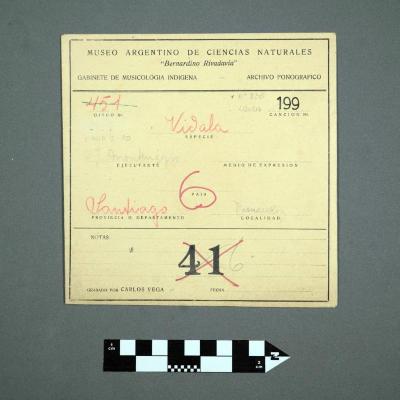 MUSEO ARGENTINO DE CIENCIAS NATURALES
"Bernardino Rivadavia"
GABINETE DE MUSICOLOGIA INDIGENA ARCHIVO FONOGRAFICO
451 199
DISCO Nº CANCION Nº
Vidala
ESPECIE
EJECUTANTE MEDIO DE EXPRESION
6
PAIS
Santiago
PROVINCIA O DEPARTAMENTO LOCALIDAD
NOTAS
41 6
GRABADO POR CARLOS VEGA FECHA
1 cm
2 cm
N